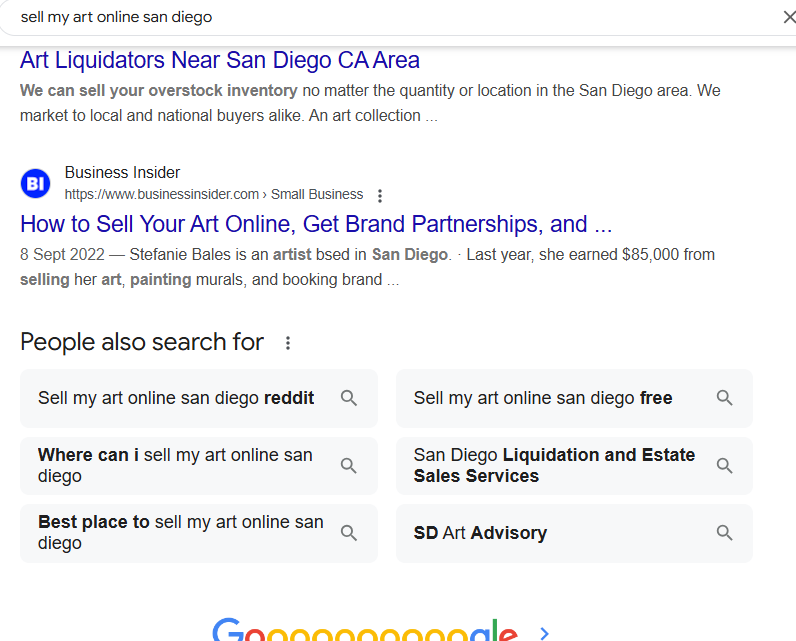 sell my art online san diego
Art Liquidators Near San Diego CA Area
We can sell your overstock inventory no matter the quantity or location in the San Diego area. We
market to local and national buyers alike. An art collection ...
BI
Business Insider
https://www.businessinsider.com › Small Business
How to Sell Your Art Online, Get Brand Partnerships, and ...
8 Sept 2022 — Stefanie Bales is an artist bsed in San Diego. · Last year, she earned $85,000 from
selling her art, painting murals, and booking brand ...
People also search for
Sell my art online san diego reddit
Sell my art online san diego free
Where can i sell my art online san
diego
San Diego Liquidation and Estate
Sales Services
Best place to sell my art online san
diego
SD Art Advisory
Goooooooooogle